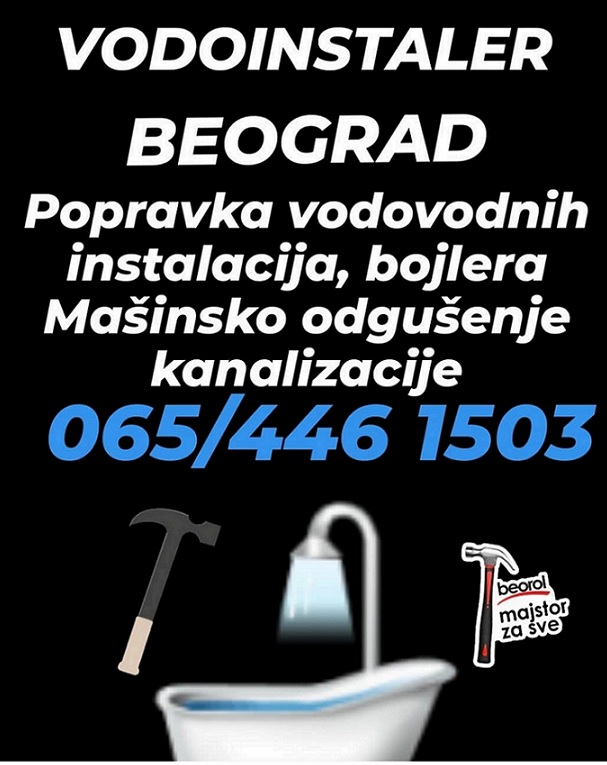 VODOINSTALER
BEOGRAD
Popravka vodovodnih
instalacija, bojlera
Mašinsko odgušenje
kanalizacije
065/446 1503
beorol
majstor
za sve